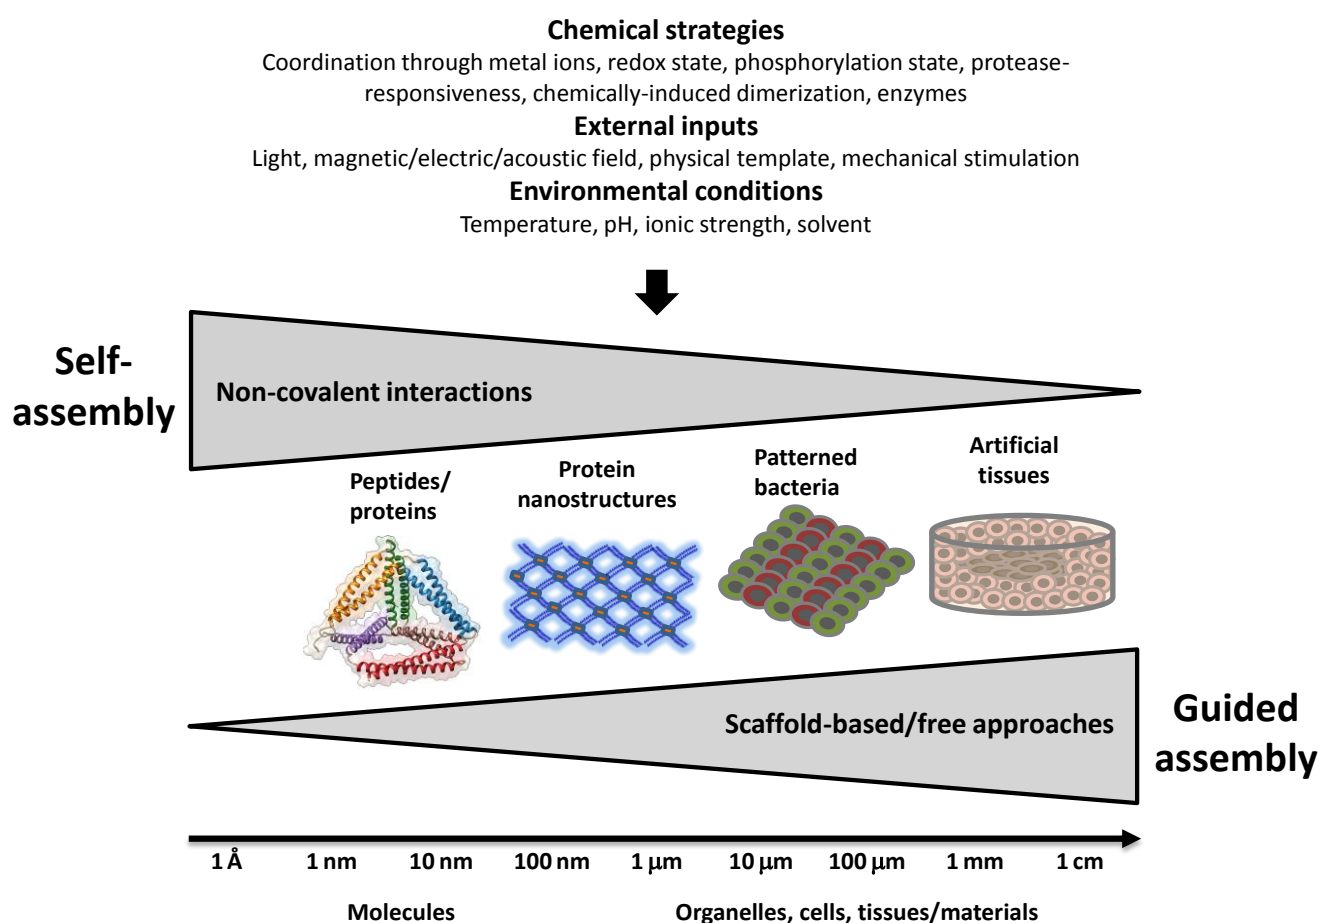 Chemical strategies
Coordination through metal ions, redox state, phosphorylation state, protease-
responsiveness, chemically-induced dimerization, enzymes
External inputs
Light, magnetic/electric/acoustic field, physical template, mechanical stimulation
Environmental conditions
Temperature, pH, ionic strength, solvent
Self-
assembly
Non-covalent interactions
Peptides/
proteins
Protein
nanostructures
Patterned
bacteria
Artificial
tissues
Scaffold-based/free approaches
Guided
assembly
1 Å 1 nm 10 nm 100 nm 1 μm 10 μm 100 μm 1 mm 1 cm
Molecules Organelles, cells, tissues/materials